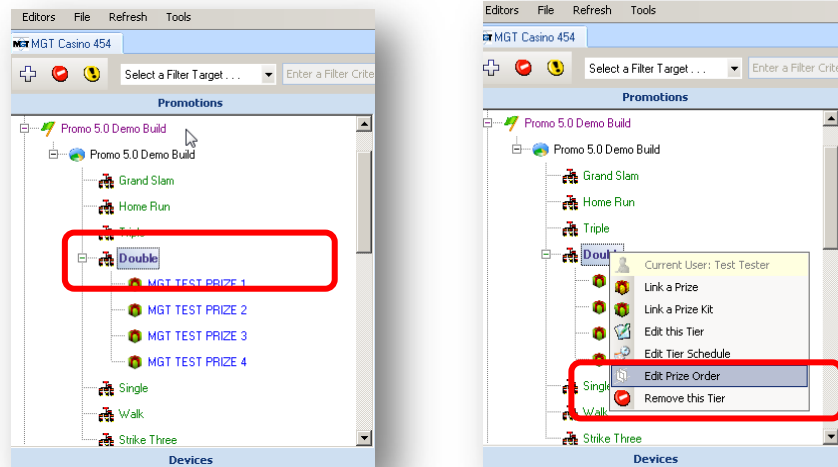 Editors File Refresh Tools
MGT MGT Casino 454
Select a Filter Target . . . Enter a Filter Crite
Promotions
Promo 5.0 Demo Build
Promo 5.0 Demo Build
Grand Slam
Home Run
Triple
Double
MGT TEST PRIZE 1
MGT TEST PRIZE 2
MGT TEST PRIZE 3
MGT TEST PRIZE 4
Single
Walk
Strike Three
Devices
Editors File Refresh Tools
MGT Casino 454
Select a Filter Target . . . Enter a Filter Crite
Promotions
Promo 5.0 Demo Build
Promo 5.0 Demo Build
Grand Slam
Home Run
Triple
Doubl
Current User: Test Tester
Link a Prize
Link a Prize Kit
Edit this Tier
Edit Tier Schedule
Edit Prize Order
Remove this Tier
Single
Walk
Strike Three
Devices